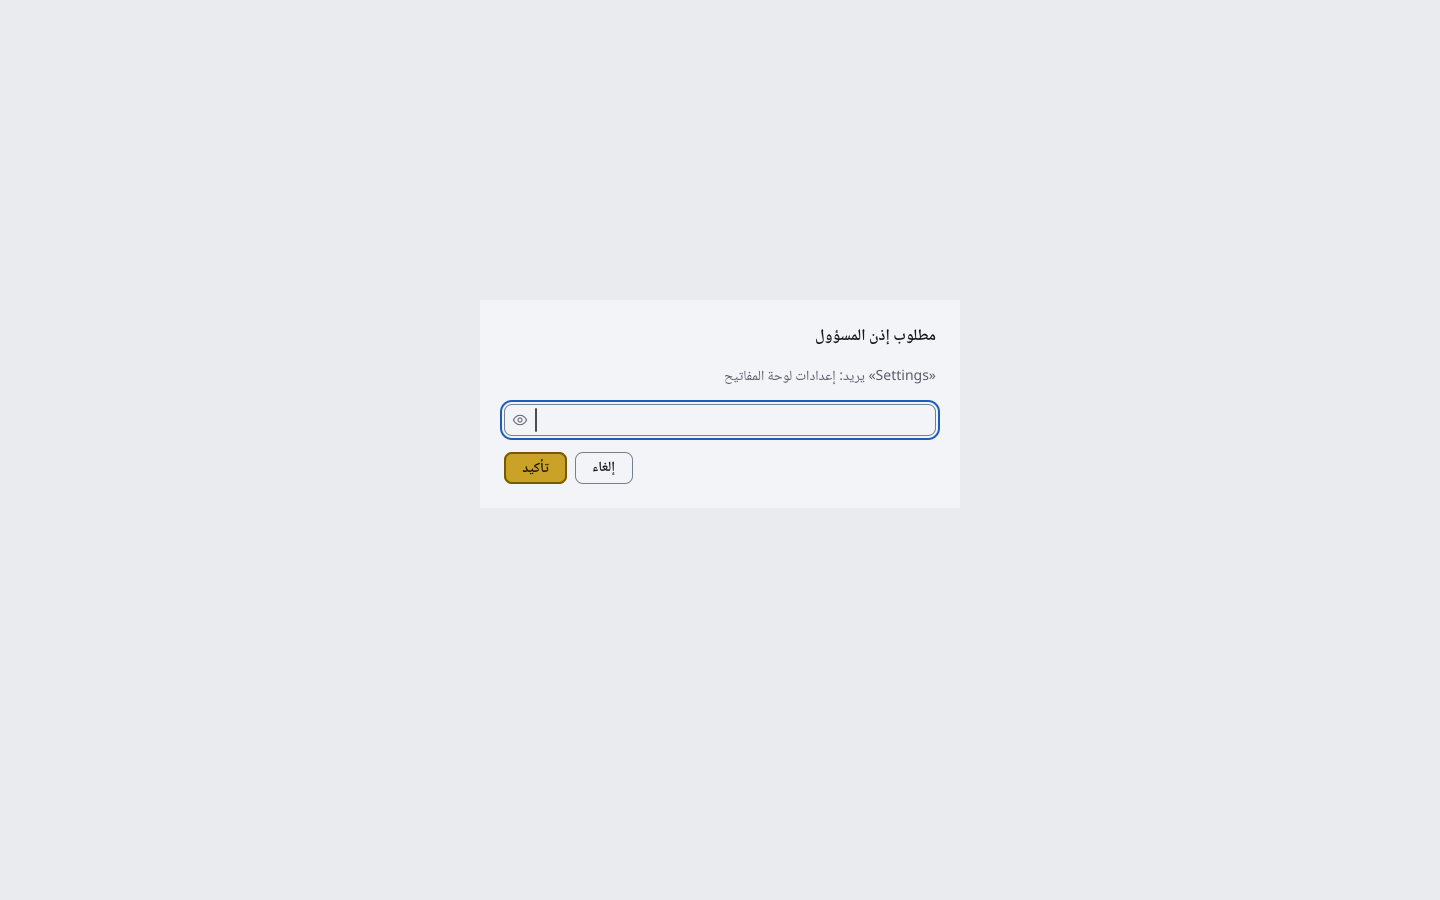 مطلوب إذن المسؤول
«Settings» يريد: إعدادات لوحة المفاتيح
إلغاء
تأكيد